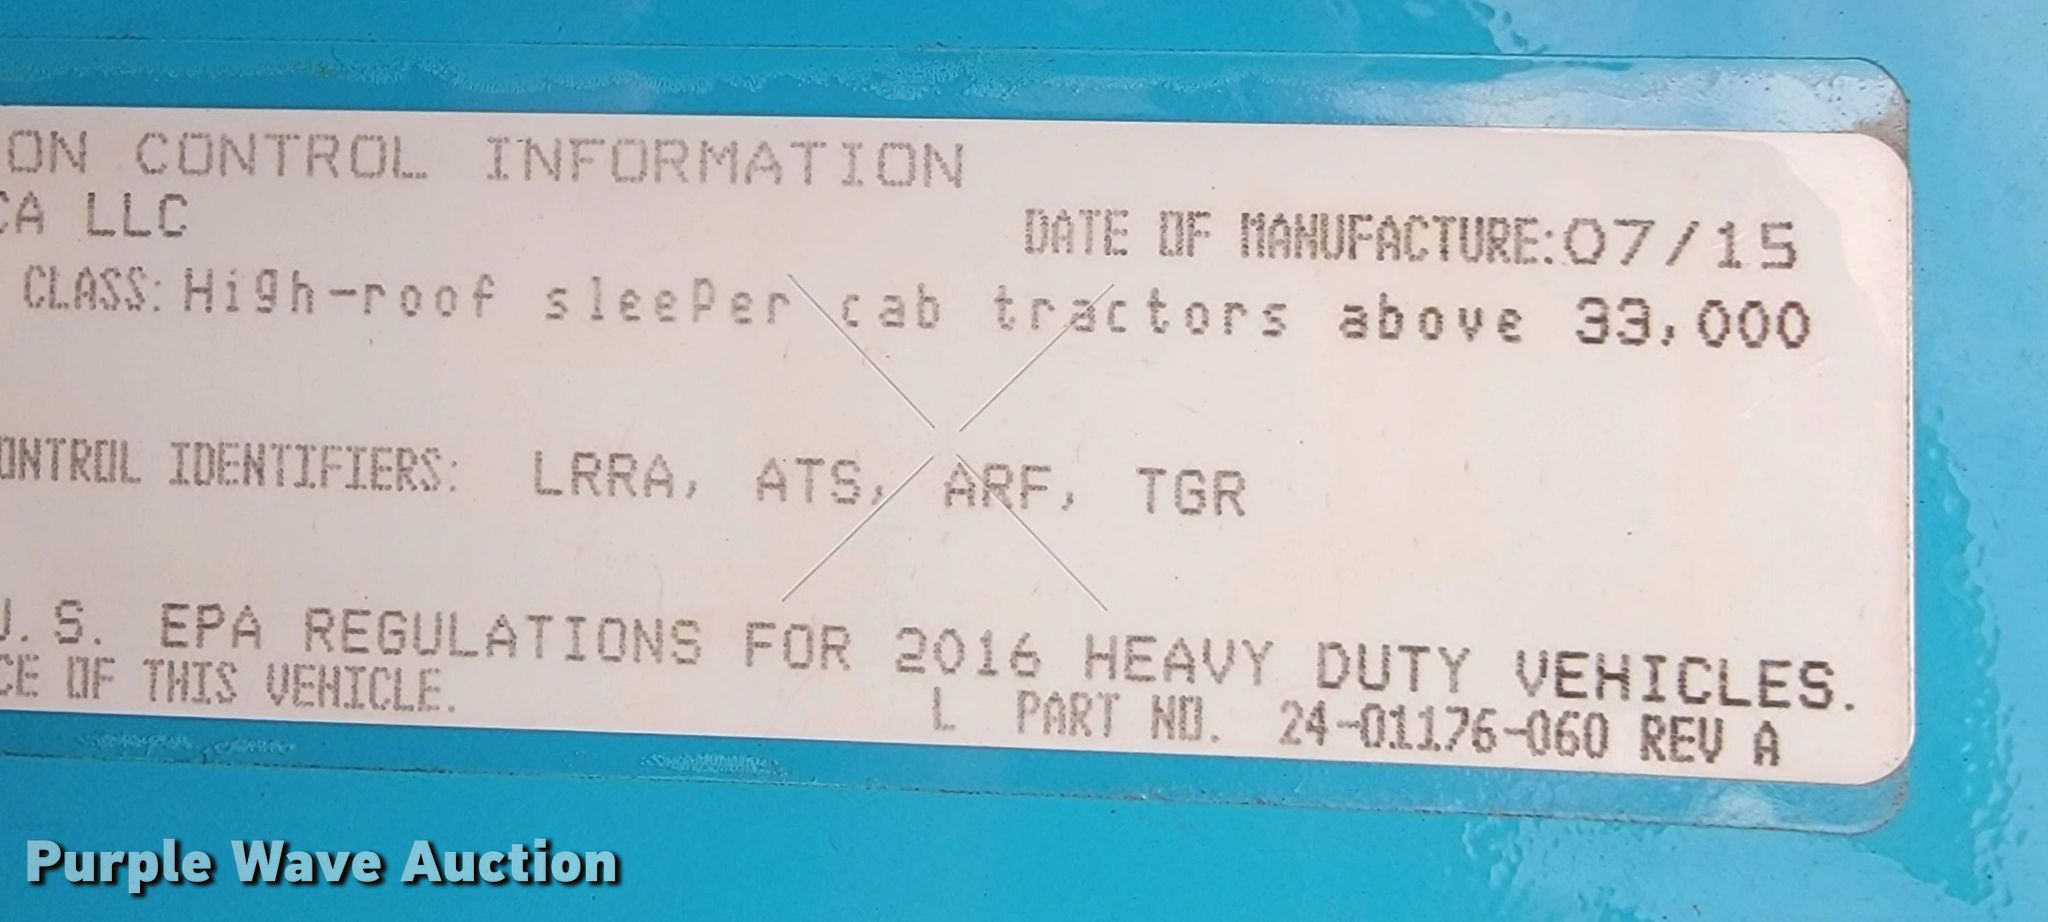 ON CONTROL INFORMATION
CA LLC
DATE OF MANUFACTURE:07/15
CLASS: High-roof sleeper cab tractors above 33,000
ONTROL IDENTIFIERS: LRRA, ATS, ARF, TGR
U.S. EPA REGULATIONS FOR 2016 HEAVY DUTY VEHICLES.
CE OF THIS VEHICLE.
L PART NO. 24-01176-060 REV A
Purple Wave Auction